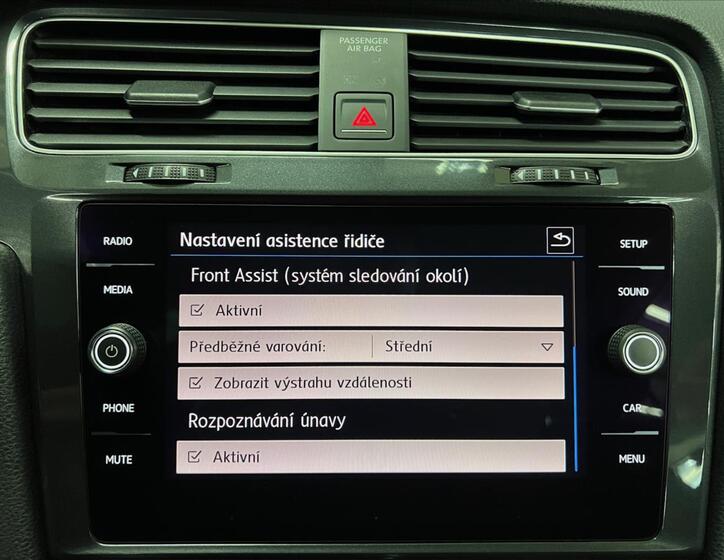 PASSENGER
AIR BAG
RADIO
MEDIA
PHONE
MUTE
Nastavení asistence řidiče
Front Assist (systém sledování okolí)
Aktivní
Předběžné varování: Střední
Zobrazit výstrahu vzdálenosti
Rozpoznávání únavy
Aktivní
SETUP
SOUND
CAR
MENU